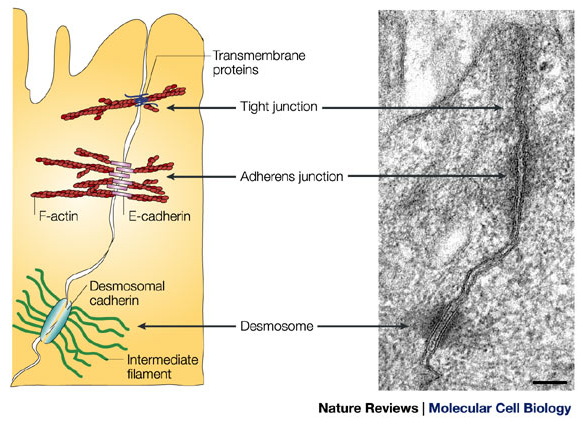 Transmembrane
proteins
Tight junction
Adherens junction
F-actin
E-cadherin
Desmosomal
cadherin
Desmosome
Intermediate
filament
Nature Reviews | Molecular Cell Biology